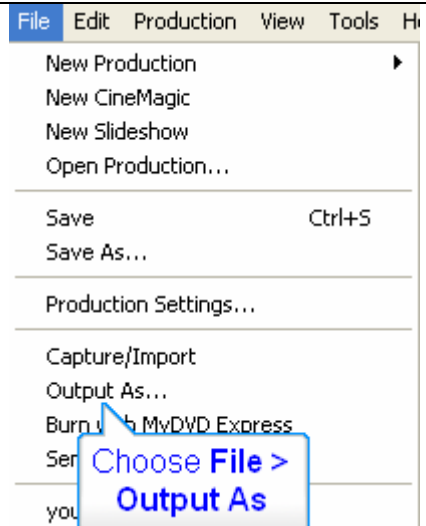 File Edit Production View Tools
New Production
New CineMagic
New Slideshow
Open Production...
Save Ctrl+S
Save As...
Production Settings...
Capture/Import
Output As...
Burn with MyDVD Express
Choose File >
Output As